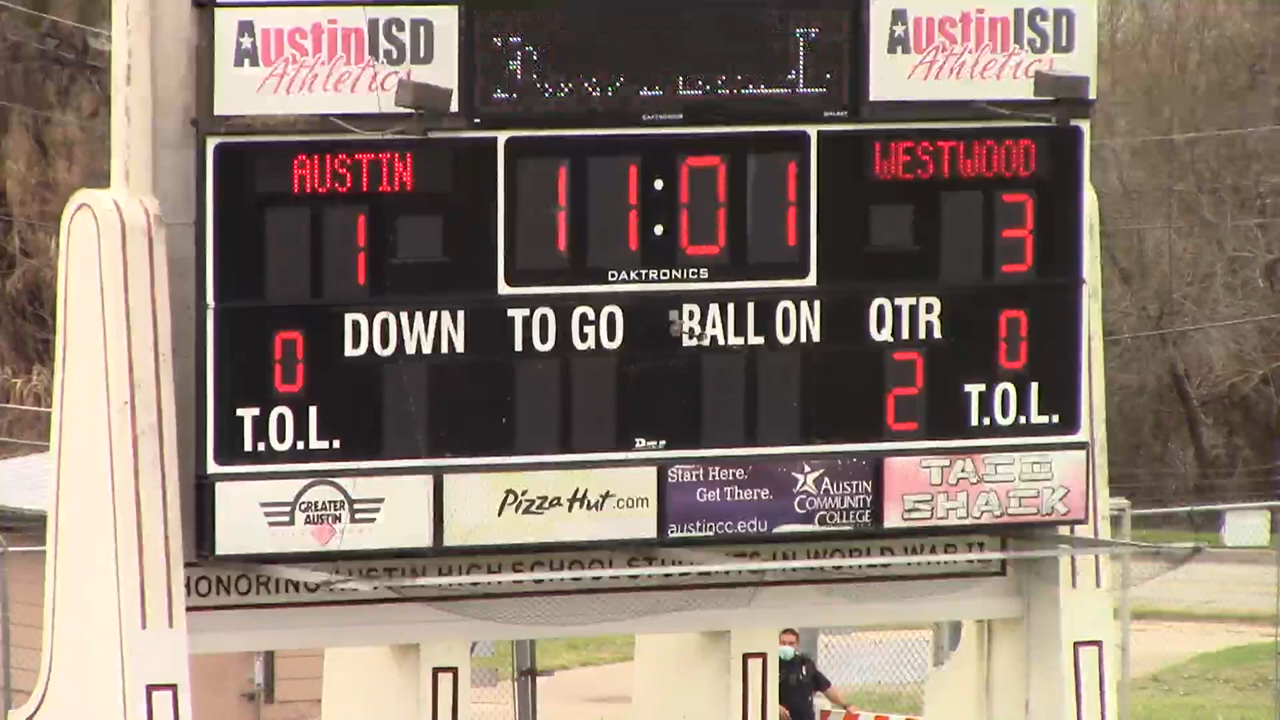 AustinISD
Athletics
AustinISD
Athletics
DAKTRONICS
AUSTIN
11:01
WESTWOOD
1
3
DAKTRONICS
DOWN
TO GO
BALL ON
QTR
0
0
2
T.O.L.
T.O.L.
GREATER
AUSTIN
PizzaHut.com
Start Here.
Get There.
austincc.edu
AUSTIN
COMMUNITY
COLLEGE
TACO
SHACK
HONORING AUSTIN HIGH SCHOOL STUDENTS IN WORLD WAR II